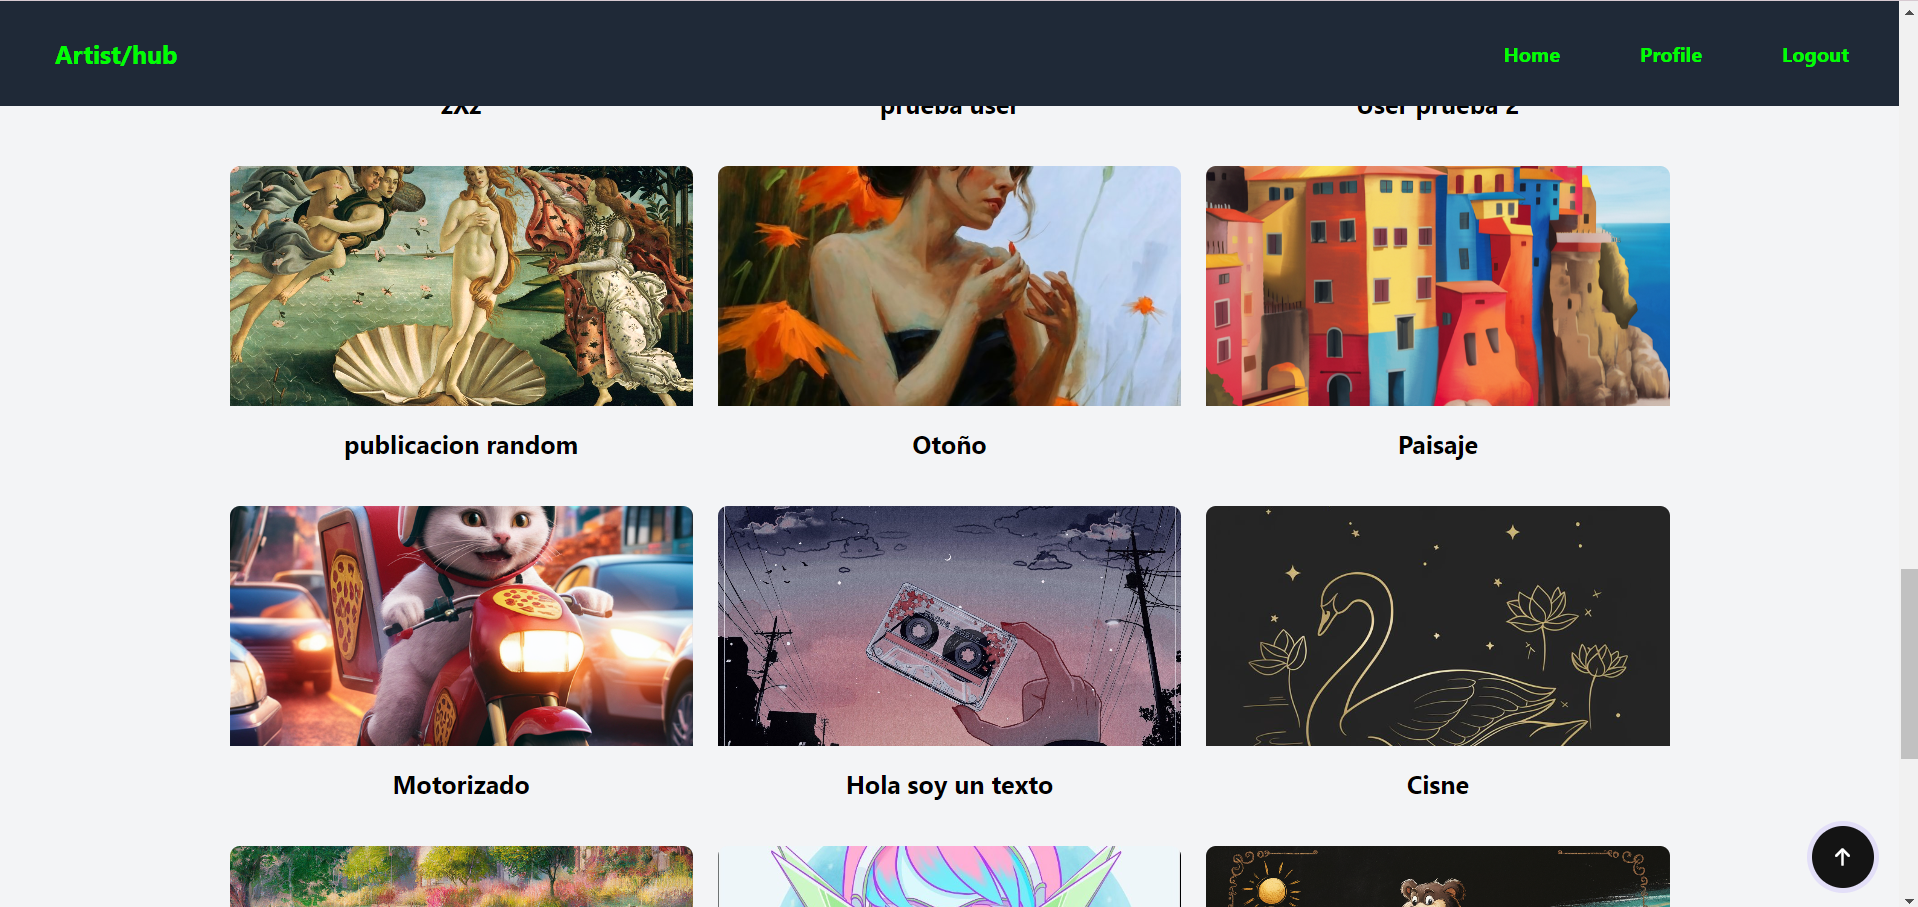 Artist/hub
Home
Profile
Logout
2x2
prueba user
User prueba 2
publicacion random
Otoño
Paisaje
Motorizado
Hola soy un texto
Cisne